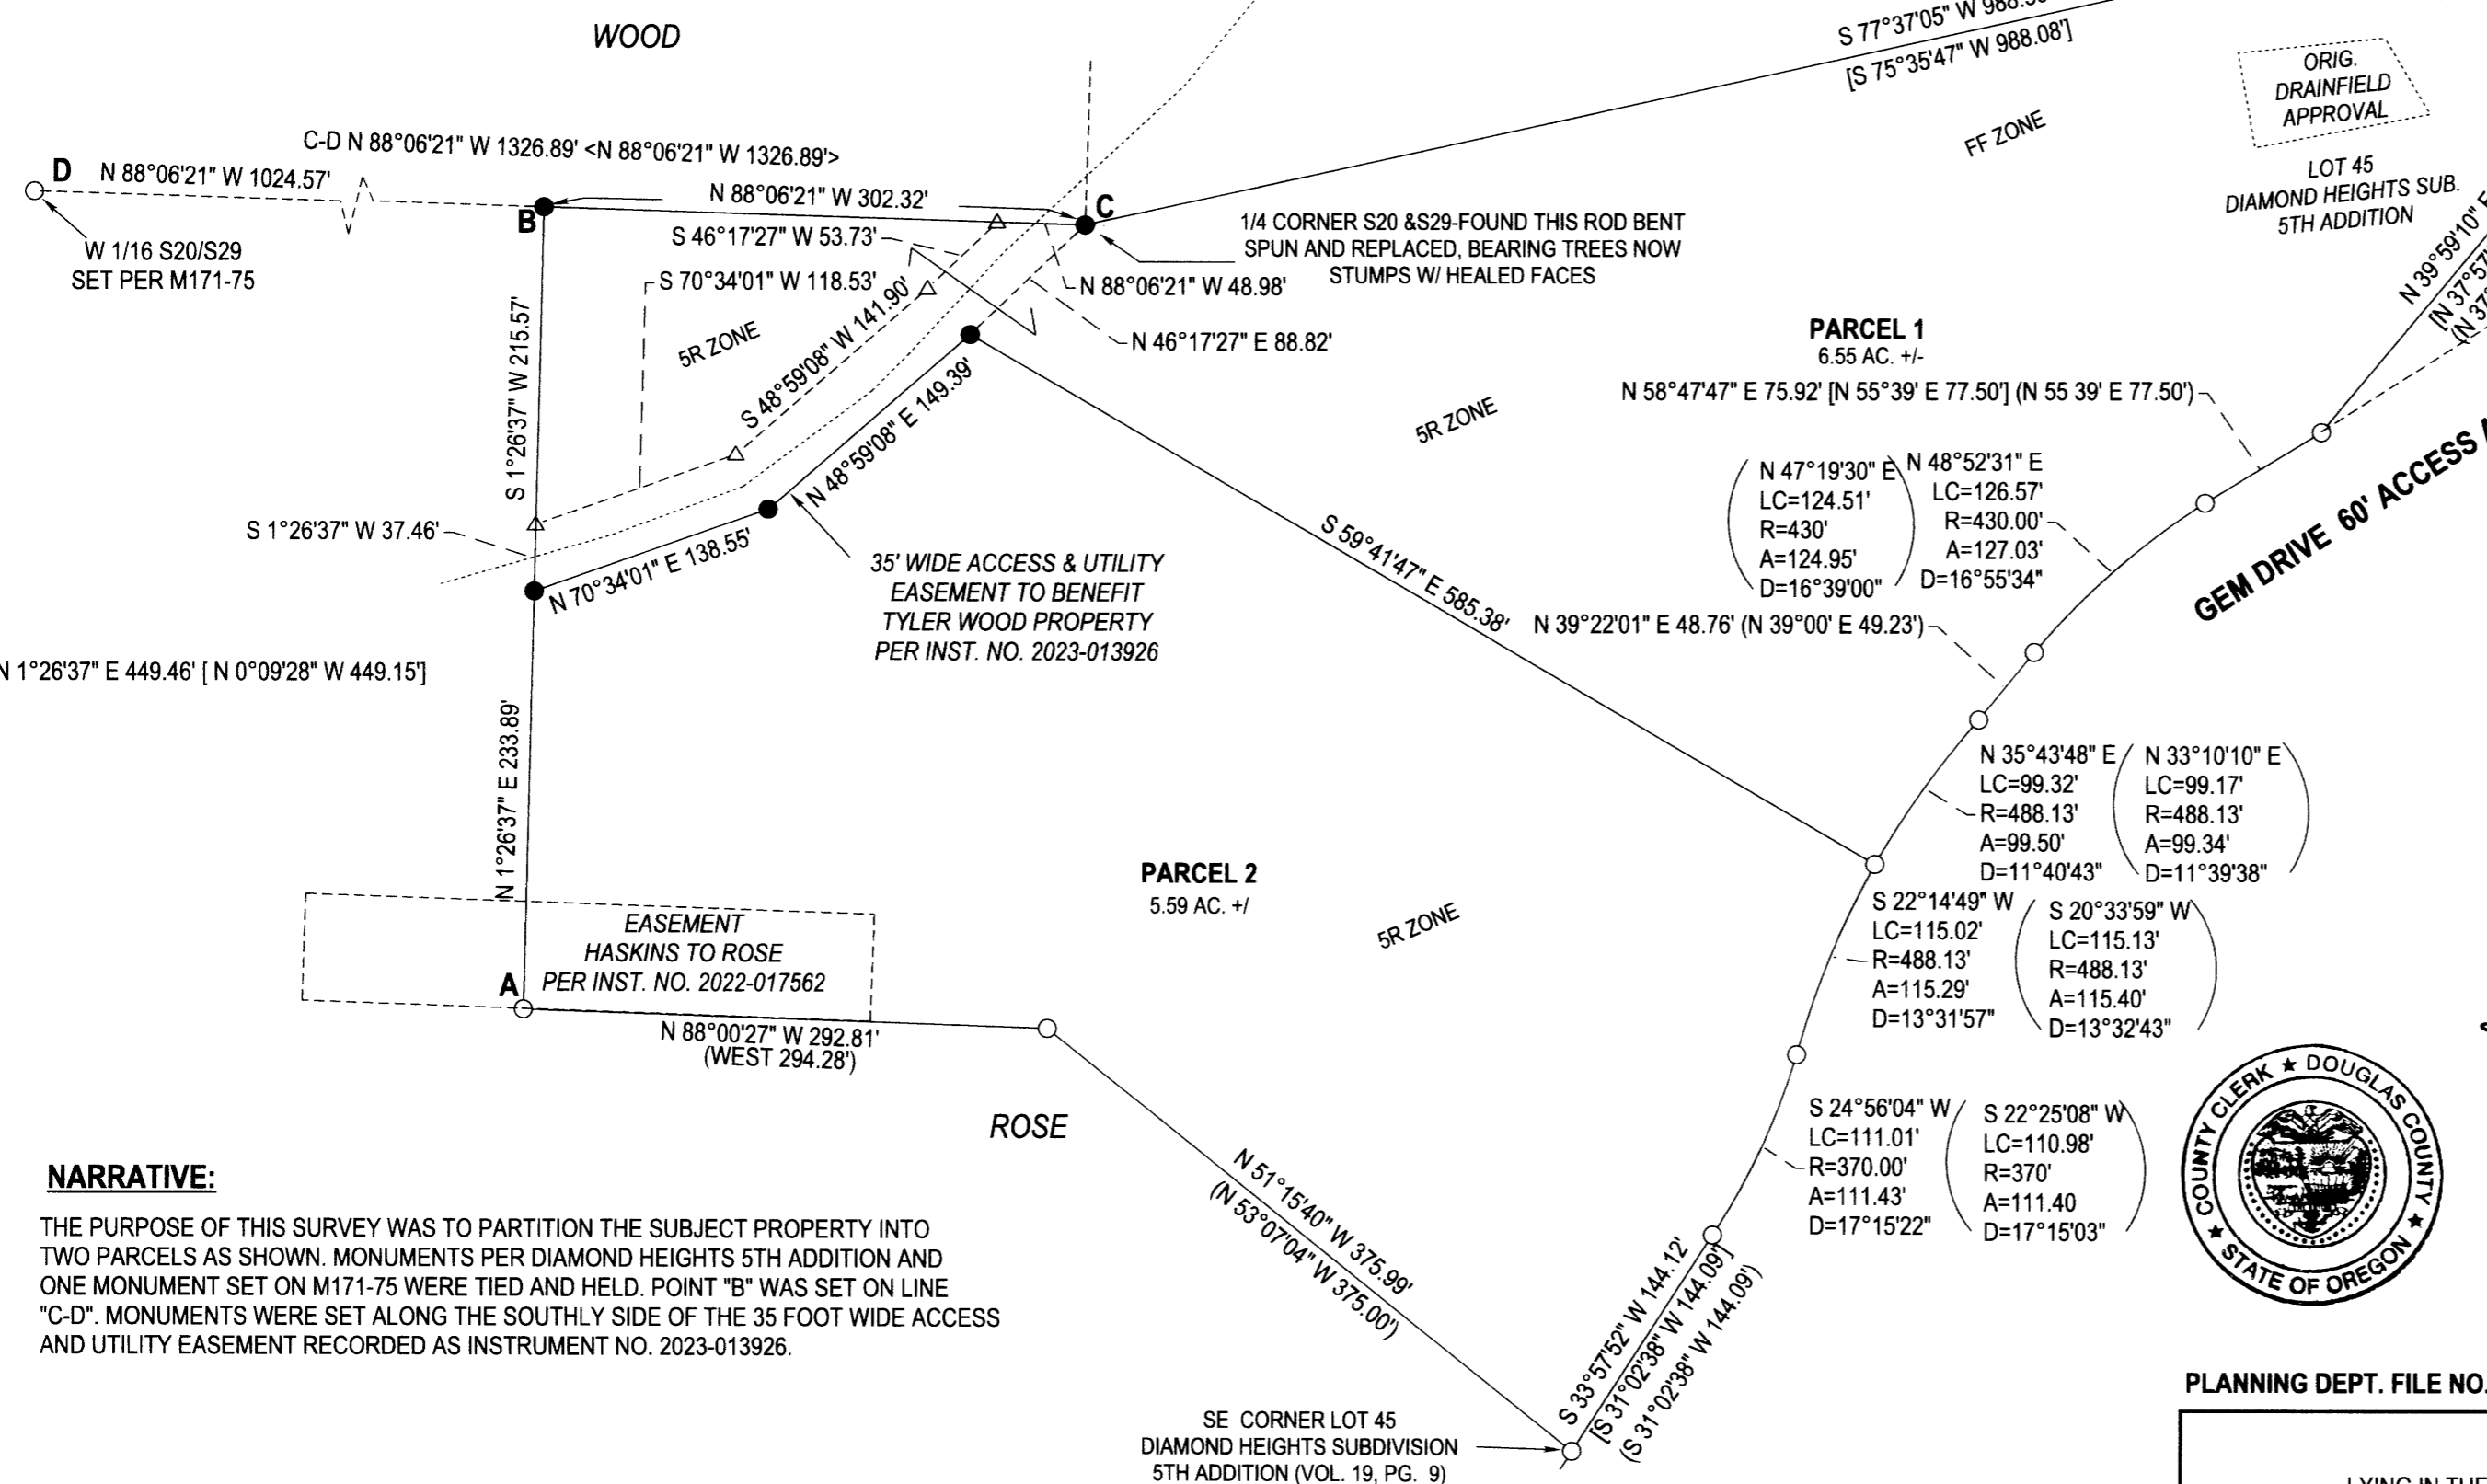 WOOD
C-D N 88°06'21" W 1326.89' <N 88°06'21" W 1326.89'>
D
N 88°06'21" W 1024.57'
W 1/16 S20/S29
SET PER M171-75
B
N 88°06'21" W 302.32'
C
S 46°17'27" W 53.73'
S 70°34'01" W 118.53'
1/4 CORNER S20 &S29-FOUND THIS ROD BENT
SPUN AND REPLACED, BEARING TREES NOW
STUMPS W/ HEALED FACES
N 88°06'21" W 48.98'
N 46°17'27" E 88.82'
S 77°37'05" W
[S 75°35'47" W 988.08']
FF ZONE
ORIG.
DRAINFIELD
APPROVAL
LOT 45
DIAMOND HEIGHTS SUB.
5TH ADDITION
N 39°59'10" E
S 1°26'37" W 215.57'
5R ZONE
S 48°59'08" W 141.90'
N 48°59'08" E 149.39'
S 1°26'37" W 37.46'
N 70°34'01" E 138.55'
35' WIDE ACCESS & UTILITY
EASEMENT TO BENEFIT
TYLER WOOD PROPERTY
PER INST. NO. 2023-013926
PARCEL 1
6.55 AC. +/-
5R ZONE
N 58°47'47" E 75.92' [N 55°39' E 77.50'] (N 55 39' E 77.50')
N 47°19'30" E
LC=124.51'
R=430'
A=124.95'
D=16°39'00"
N 48°52'31" E
LC=126.57'
R=430.00'
A=127.03'
D=16°55'34"
GEM DRIVE 60' ACCESS
S 59°41'47" E 585.38'
N 39°22'01" E 48.76' (N 39°00' E 49.23')
N 1°26'37" E 449.46' [ N 0°09'28" W 449.15']
N 1°26'37" E 233.89'
N 35°43'48" E
LC=99.32'
R=488.13'
A=99.50'
D=11°40'43"
N 33°10'10" E
LC=99.17'
R=488.13'
A=99.34'
D=11°39'38"
PARCEL 2
5.59 AC. +/
5R ZONE
S 22°14'49" W
LC=115.02'
R=488.13'
A=115.29'
D=13°31'57"
S 20°33'59" W
LC=115.13'
R=488.13'
A=115.40'
D=13°32'43"
EASEMENT
HASKINS TO ROSE
PER INST. NO. 2022-017562
A
N 88°00'27" W 292.81'
(WEST 294.28')
ROSE
S 24°56'04" W
LC=111.01'
R=370.00'
A=111.43'
D=17°15'22"
S 22°25'08" W
LC=110.98'
R=370'
A=111.40
D=17°15'03"
COUNTY CLERK ★ DOUGLAS COUNTY ★ STATE OF OREGON ★
N 51°15'40" W 375.99'
(N 53°07'04" W 375.00')
S 33°57'52" W 144.12'
[S 31°02'38" W 144.09']
(S 31°02'38" W 144.09')
NARRATIVE:
THE PURPOSE OF THIS SURVEY WAS TO PARTITION THE SUBJECT PROPERTY INTO
TWO PARCELS AS SHOWN. MONUMENTS PER DIAMOND HEIGHTS 5TH ADDITION AND
ONE MONUMENT SET ON M171-75 WERE TIED AND HELD. POINT "B" WAS SET ON LINE
"C-D". MONUMENTS WERE SET ALONG THE SOUTHLY SIDE OF THE 35 FOOT WIDE ACCESS
AND UTILITY EASEMENT RECORDED AS INSTRUMENT NO. 2023-013926.
SE CORNER LOT 45
DIAMOND HEIGHTS SUBDIVISION
5TH ADDITION (VOL. 19, PG. 9)
PLANNING DEPT. FILE NO.
LYING IN THE